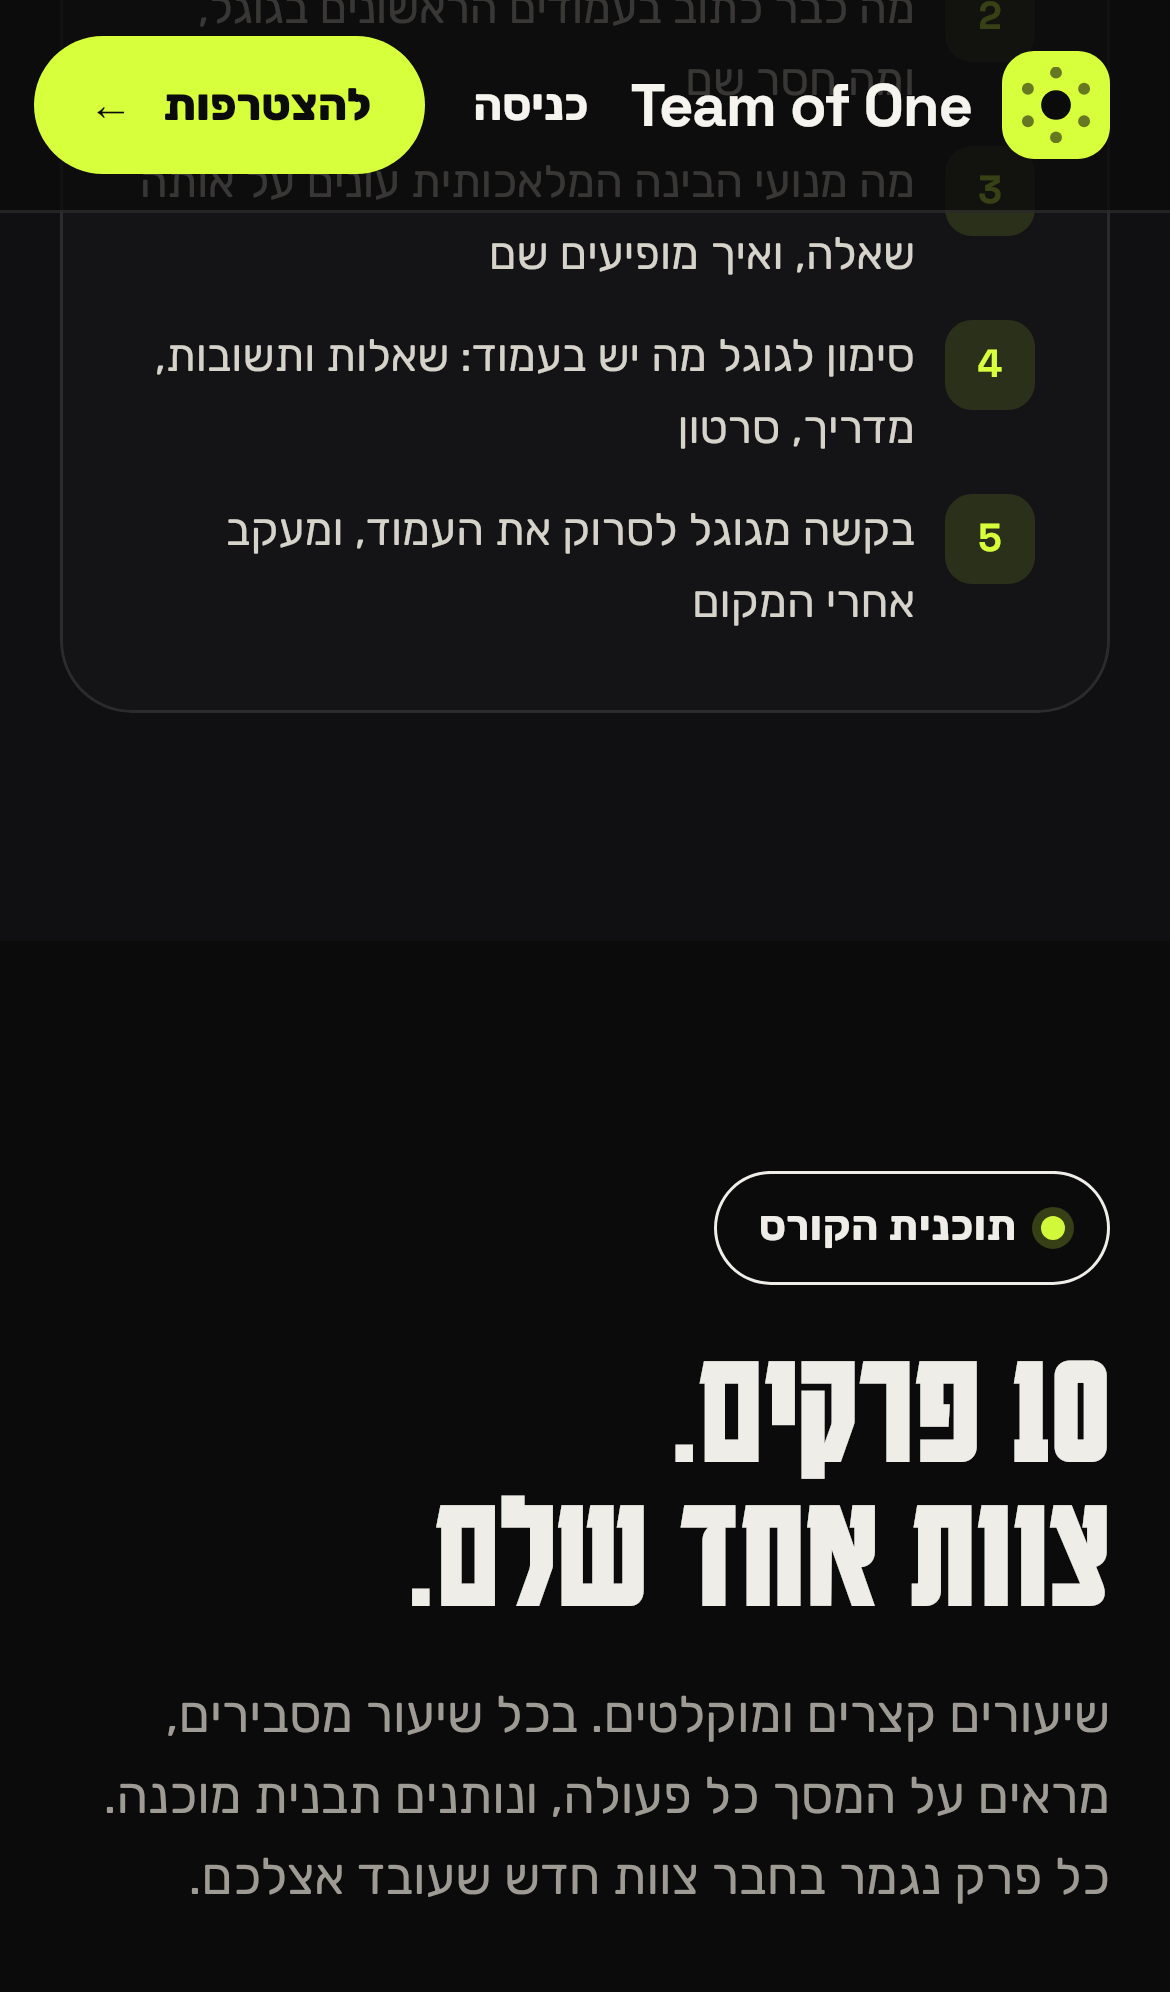 מה כבר כתוב בעמודים הראשונים בגוגל,
2
ומה חסר שם
Team of One
כניסה
להצטרפות ←
מה מנועי הבינה המלאכותית עונים על אותה
3
שאלה, ואיך מופיעים שם
4
סימון לגוגל מה יש בעמוד: שאלות ותשובות,
מדריך, סרטון
5
בקשה מגוגל לסרוק את העמוד, ומעקב
אחרי המקום
תוכנית הקורס
10 פרקים.
צוות אחד שלם.
שיעורים קצרים ומוקלטים. בכל שיעור מסבירים,
מראים על המסך כל פעולה, ונותנים תבנית מוכנה.
כל פרק נגמר בחבר צוות חדש שעובד אצלכם.